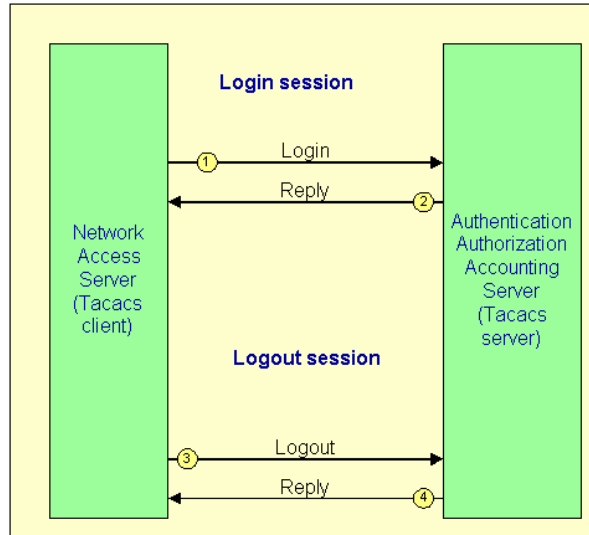 Login session
1
Login
Reply
2
Network
Access
Server
(Tacacs
client)
Authentication
Authorization
Accounting
Server
(Tacacs
server)
Logout session
3
Logout
Reply
4